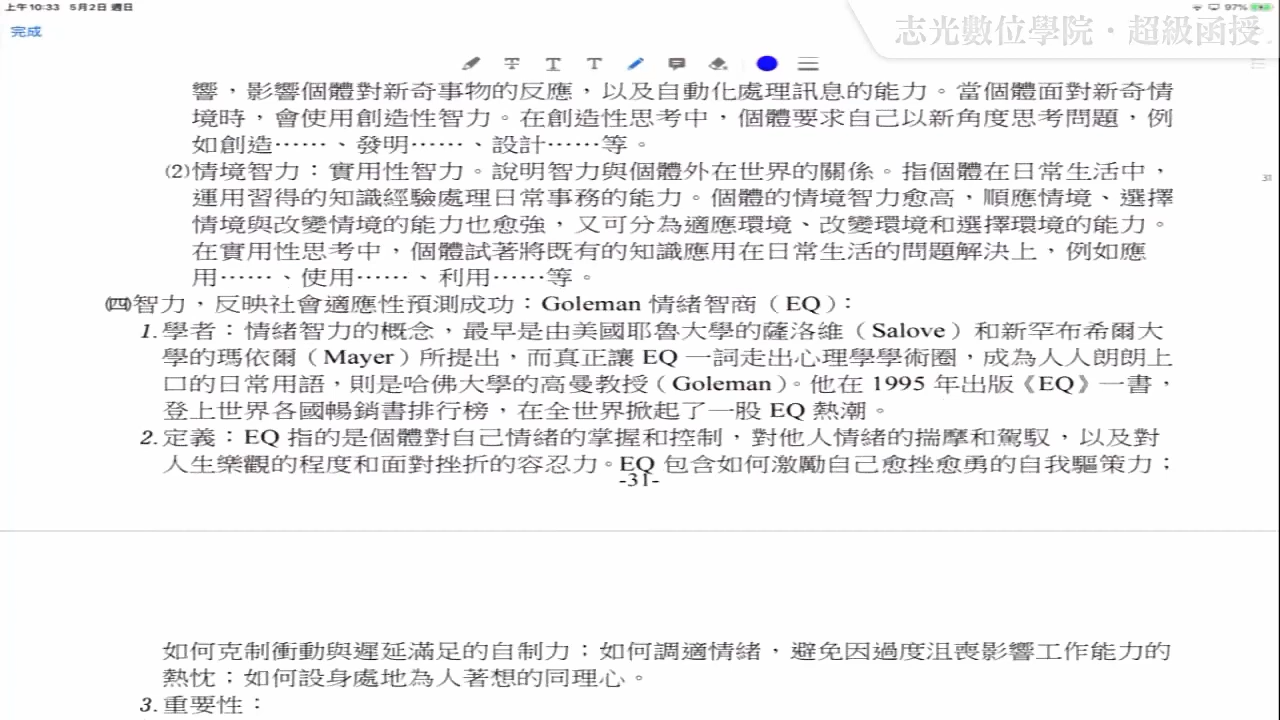 上午10:33 5月2日 週日
97%
完成
志光數位學院·超級函授
響，影響個體對新奇事物的反應，以及自動化處理訊息的能力。當個體面對新奇情
境時，會使用創造性智力。在創造性思考中，個體要求自己以新角度思考問題，例
如創造……、發明……、設計……等。
31
(2)情境智力：實用性智力。說明智力與個體外在世界的關係。指個體在日常生活中，
運用習得的知識經驗處理日常事務的能力。個體的情境智力愈高，順應情境、選擇
情境與改變情境的能力也愈強，又可分為適應環境、改變環境和選擇環境的能力。
在實用性思考中，個體試著將既有的知識應用在日常生活的問題解決上，例如應
用……、使用……、利用……等。
㈣智力，反映社會適應性預測成功：Goleman 情緒智商（EQ）：
1.學者：情緒智力的概念，最早是由美國耶魯大學的薩洛維（Salove）和新罕布希爾大
學的瑪依爾（Mayer）所提出，而真正讓 EQ 一詞走出心理學學術圈，成為人人朗朗上
口的日常用語，則是哈佛大學的高曼教授（Goleman）。他在 1995 年出版《EQ》一書，
登上世界各國暢銷書排行榜，在全世界掀起了一股 EQ 熱潮。
2.定義：EQ 指的是個體對自己情緒的掌握和控制，對他人情緒的揣摩和駕馭，以及對
人生樂觀的程度和面對挫折的容忍力。EQ 包含如何激勵自己愈挫愈勇的自我驅策力；
-31-
如何克制衝動與遲延滿足的自制力；如何調適情緒，避免因過度沮喪影響工作能力的
熱忱；如何設身處地為人著想的同理心。
3.重要性：